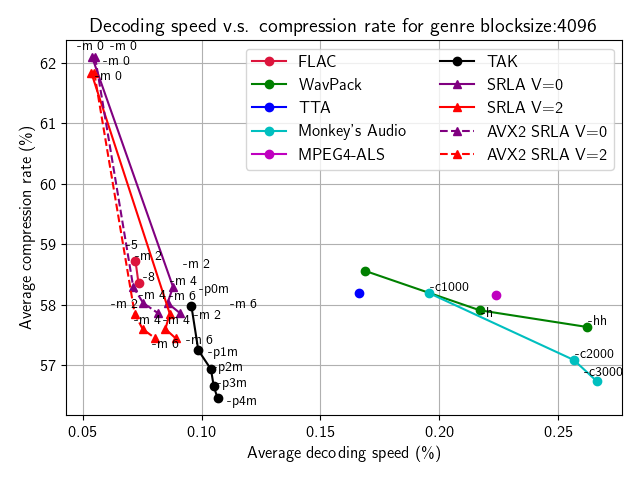 Decoding speed v.s. compression rate for genre blocksize:4096
-m 0 -m 0
-m 0
-m 0
FLAC
WavPack
TTA
Monkey's Audio
MPEG4-ALS
TAK
SRLA V=0
SRLA V=2
AVX2 SRLA V=0
AVX2 SRLA V=2
62
61
60
59
58
57
Average compression rate (%)
-5
-m 2
-m 2
-8
-m 4
-c1000
-p0m
-m 4
-m 6
-m 2
-m 6
-m 2
-h
-m 4
-m 4
-hh
-m 6
-m 6
-p1m
-c2000
-p2m
-c3000
-p3m
-p4m
0.05
0.10
0.15
0.20
0.25
Average decoding speed (%)